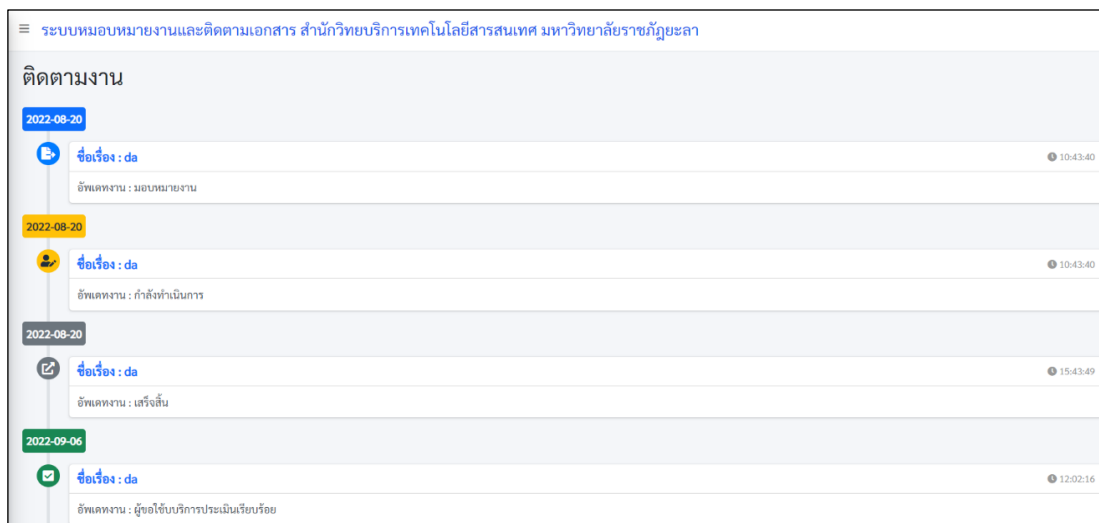 ระบบหมอบหมายงานและติดตามเอกสาร สำนักวิทยบริการเทคโนโลยีสารสนเทศ มหาวิทยาลัยราชภัฏยะลา
ติดตามงาน
2022-08-20
ชื่อเรื่อง : da 10:43:40
อัพเดทงาน : มอบหมายงาน
2022-08-20
ชื่อเรื่อง : da 10:43:40
อัพเดทงาน : กำลังทำเนินการ
2022-08-20
ชื่อเรื่อง : da 15:43:49
อัพเดทงาน : เสร็จสิ้น
2022-09-06
ชื่อเรื่อง : da 12:02:16
อัพเดทงาน : ผู้ขอใช้บบริการประเมินเรียบร้อย